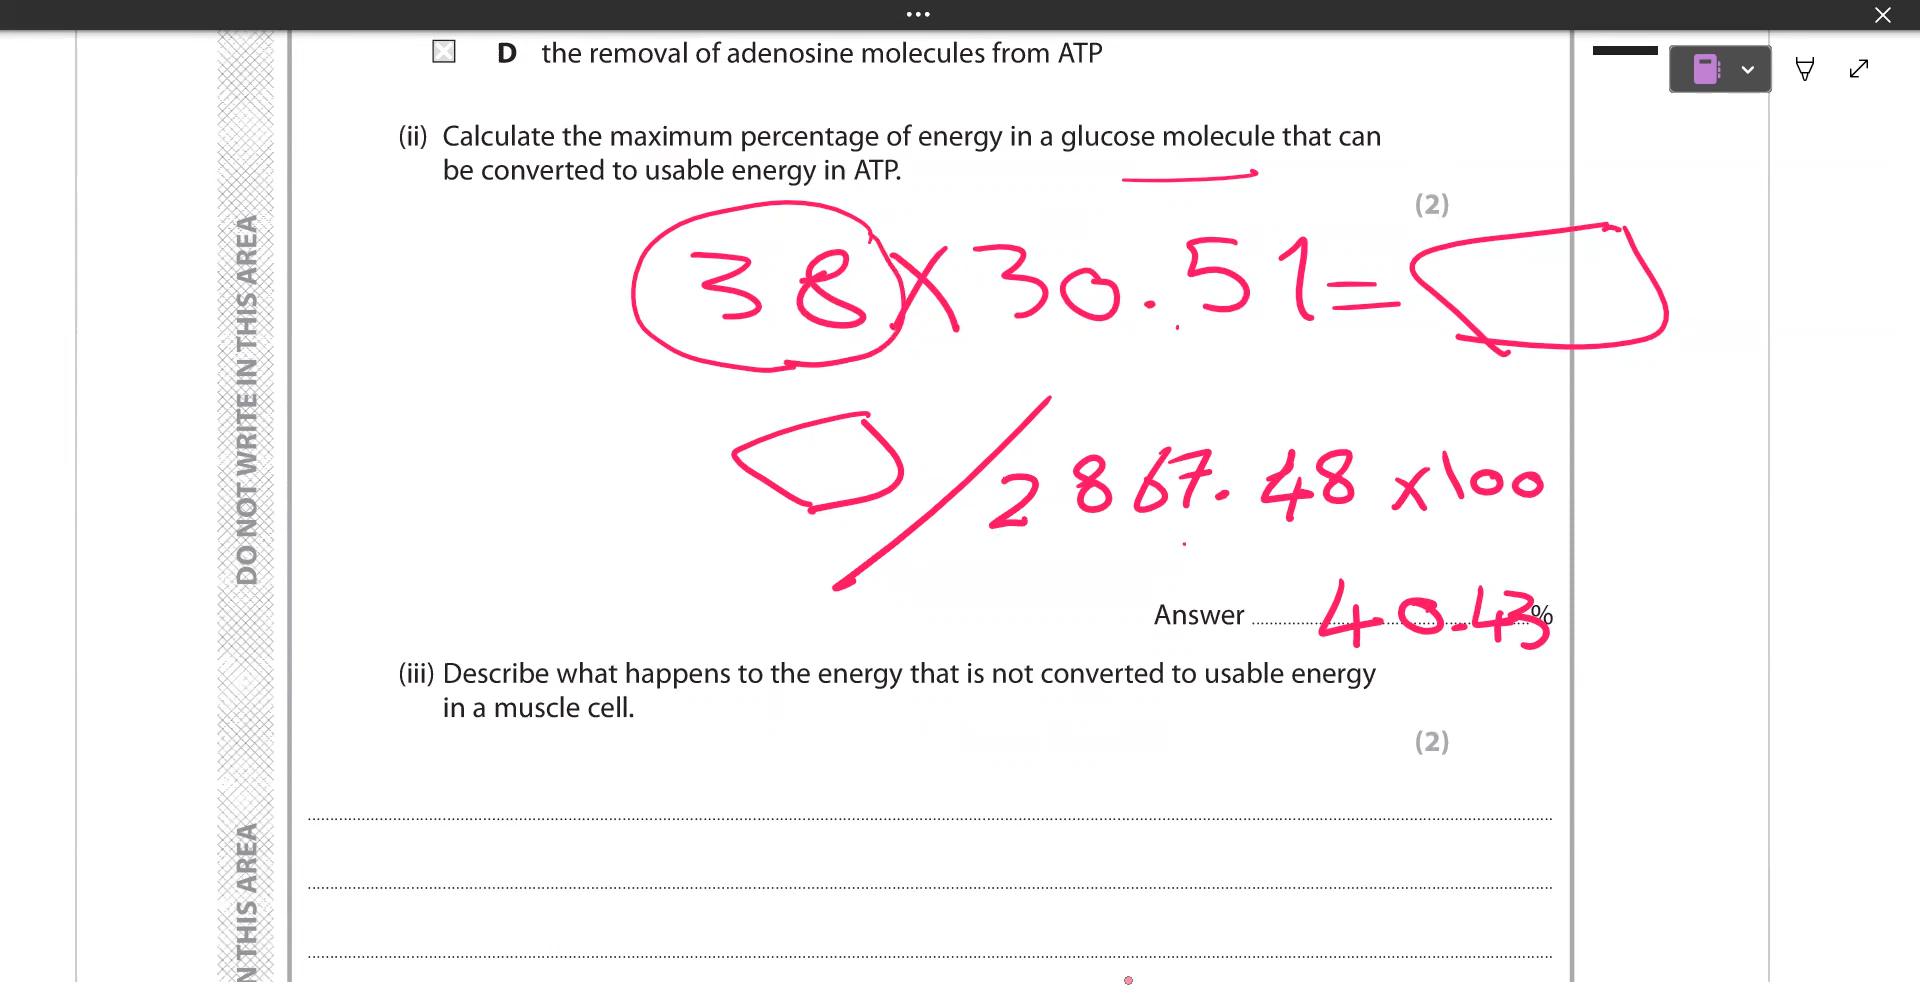 D the removal of adenosine molecules from ATP
(ii) Calculate the maximum percentage of energy in a glucose molecule that can
be converted to usable energy in ATP.
(2)
38 × 30.51 =
/ 2867.48 × 100
Answer 40.43 %
(iii) Describe what happens to the energy that is not converted to usable energy
in a muscle cell.
(2)
DO NOT WRITE IN THIS AREA
N THIS AREA